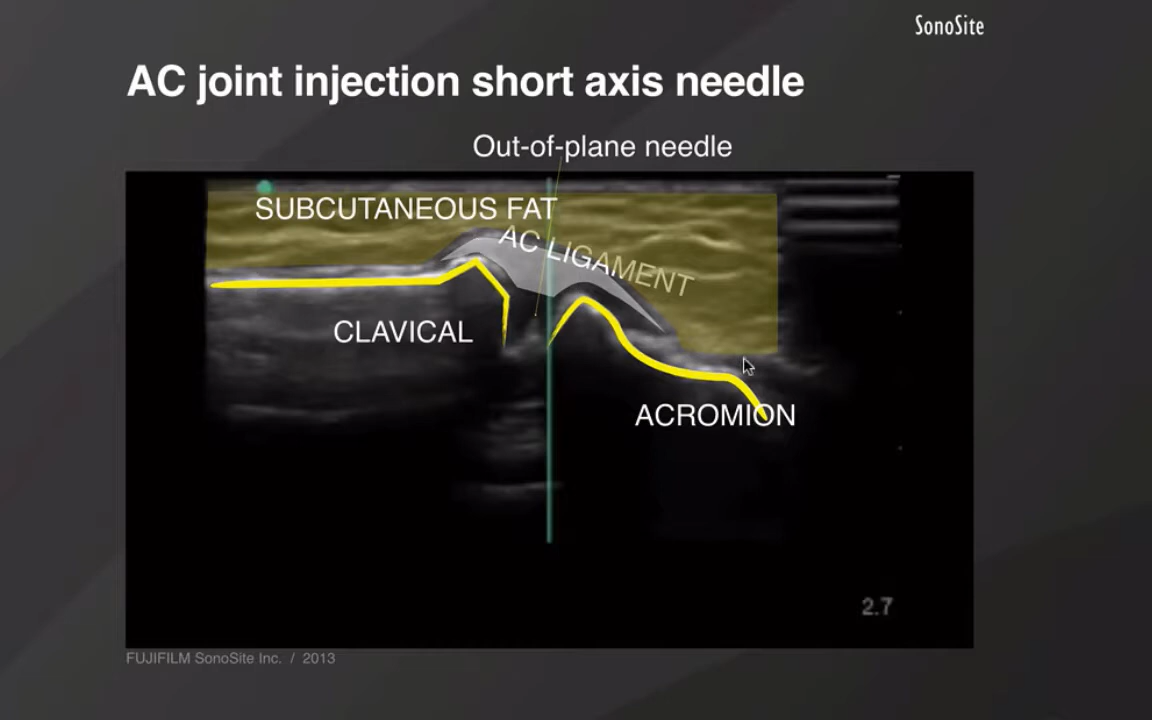 SonoSite
AC joint injection short axis needle
Out-of-plane needle
SUBCUTANEOUS FAT
AC LIGAMENT
CLAVICAL
ACROMION
2.7
FUJIFILM SonoSite Inc. / 2013